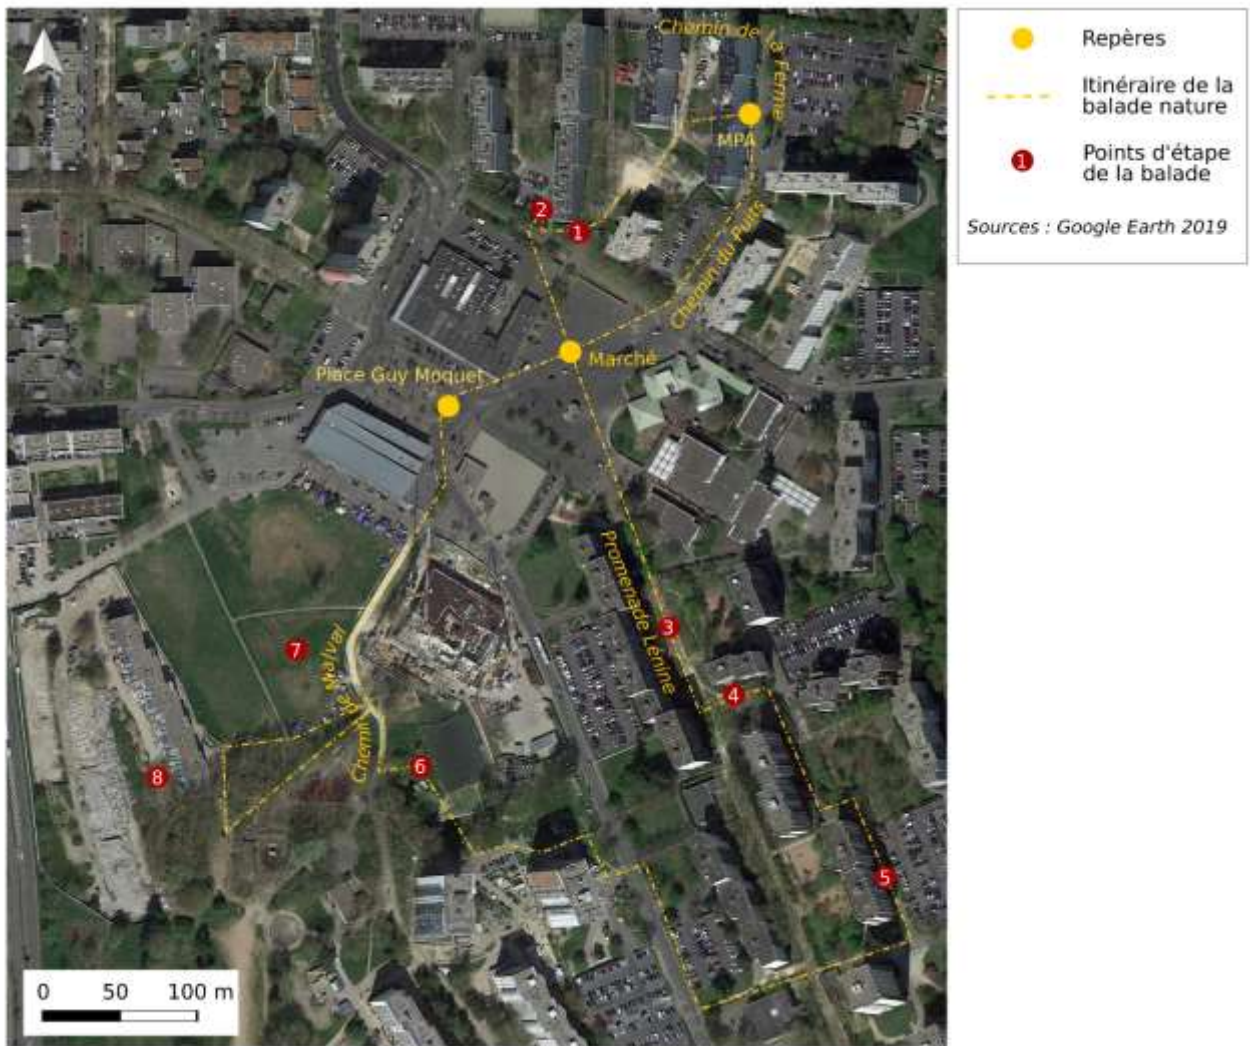 Chemin de la Ferme
MPA
2
1
Chemin du Puits
Marché
Place Guy Moquet
Promenade Lénine
3
7
Chemin de Malval
4
6
8
5
0 50 100 m
Repères
Itinéraire de la
balade nature
1
Points d'étape
de la balade
Sources : Google Earth 2019